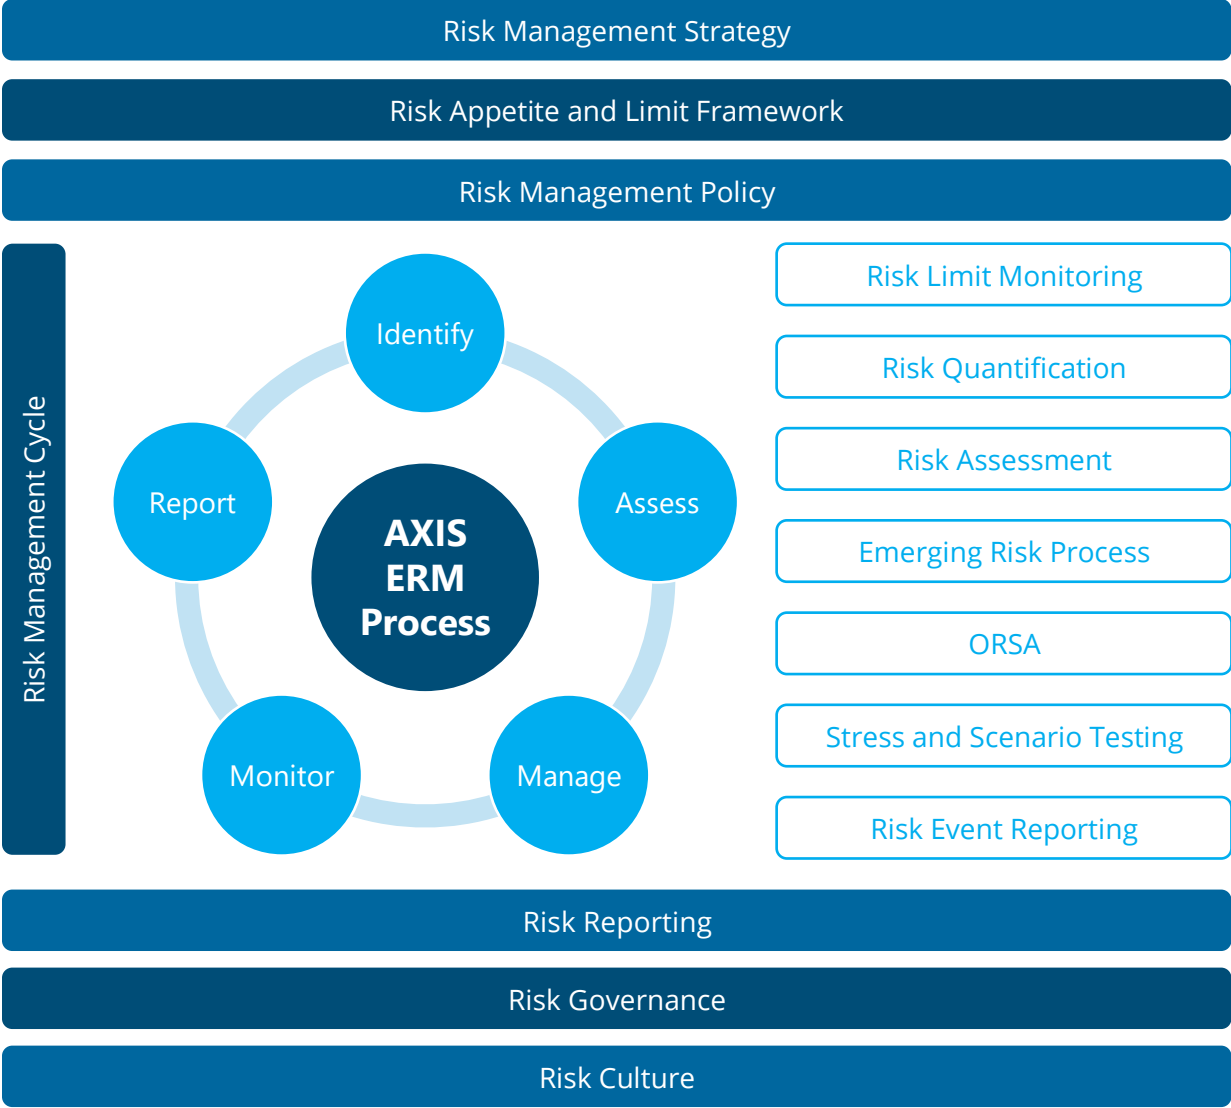 Risk Management Strategy
Risk Appetite and Limit Framework
Risk Management Policy
Risk Management Cycle
Identify
Assess
Manage
Monitor
Report
AXIS
ERM
Process
Risk Limit Monitoring
Risk Quantification
Risk Assessment
Emerging Risk Process
ORSA
Stress and Scenario Testing
Risk Event Reporting
Risk Reporting
Risk Governance
Risk Culture